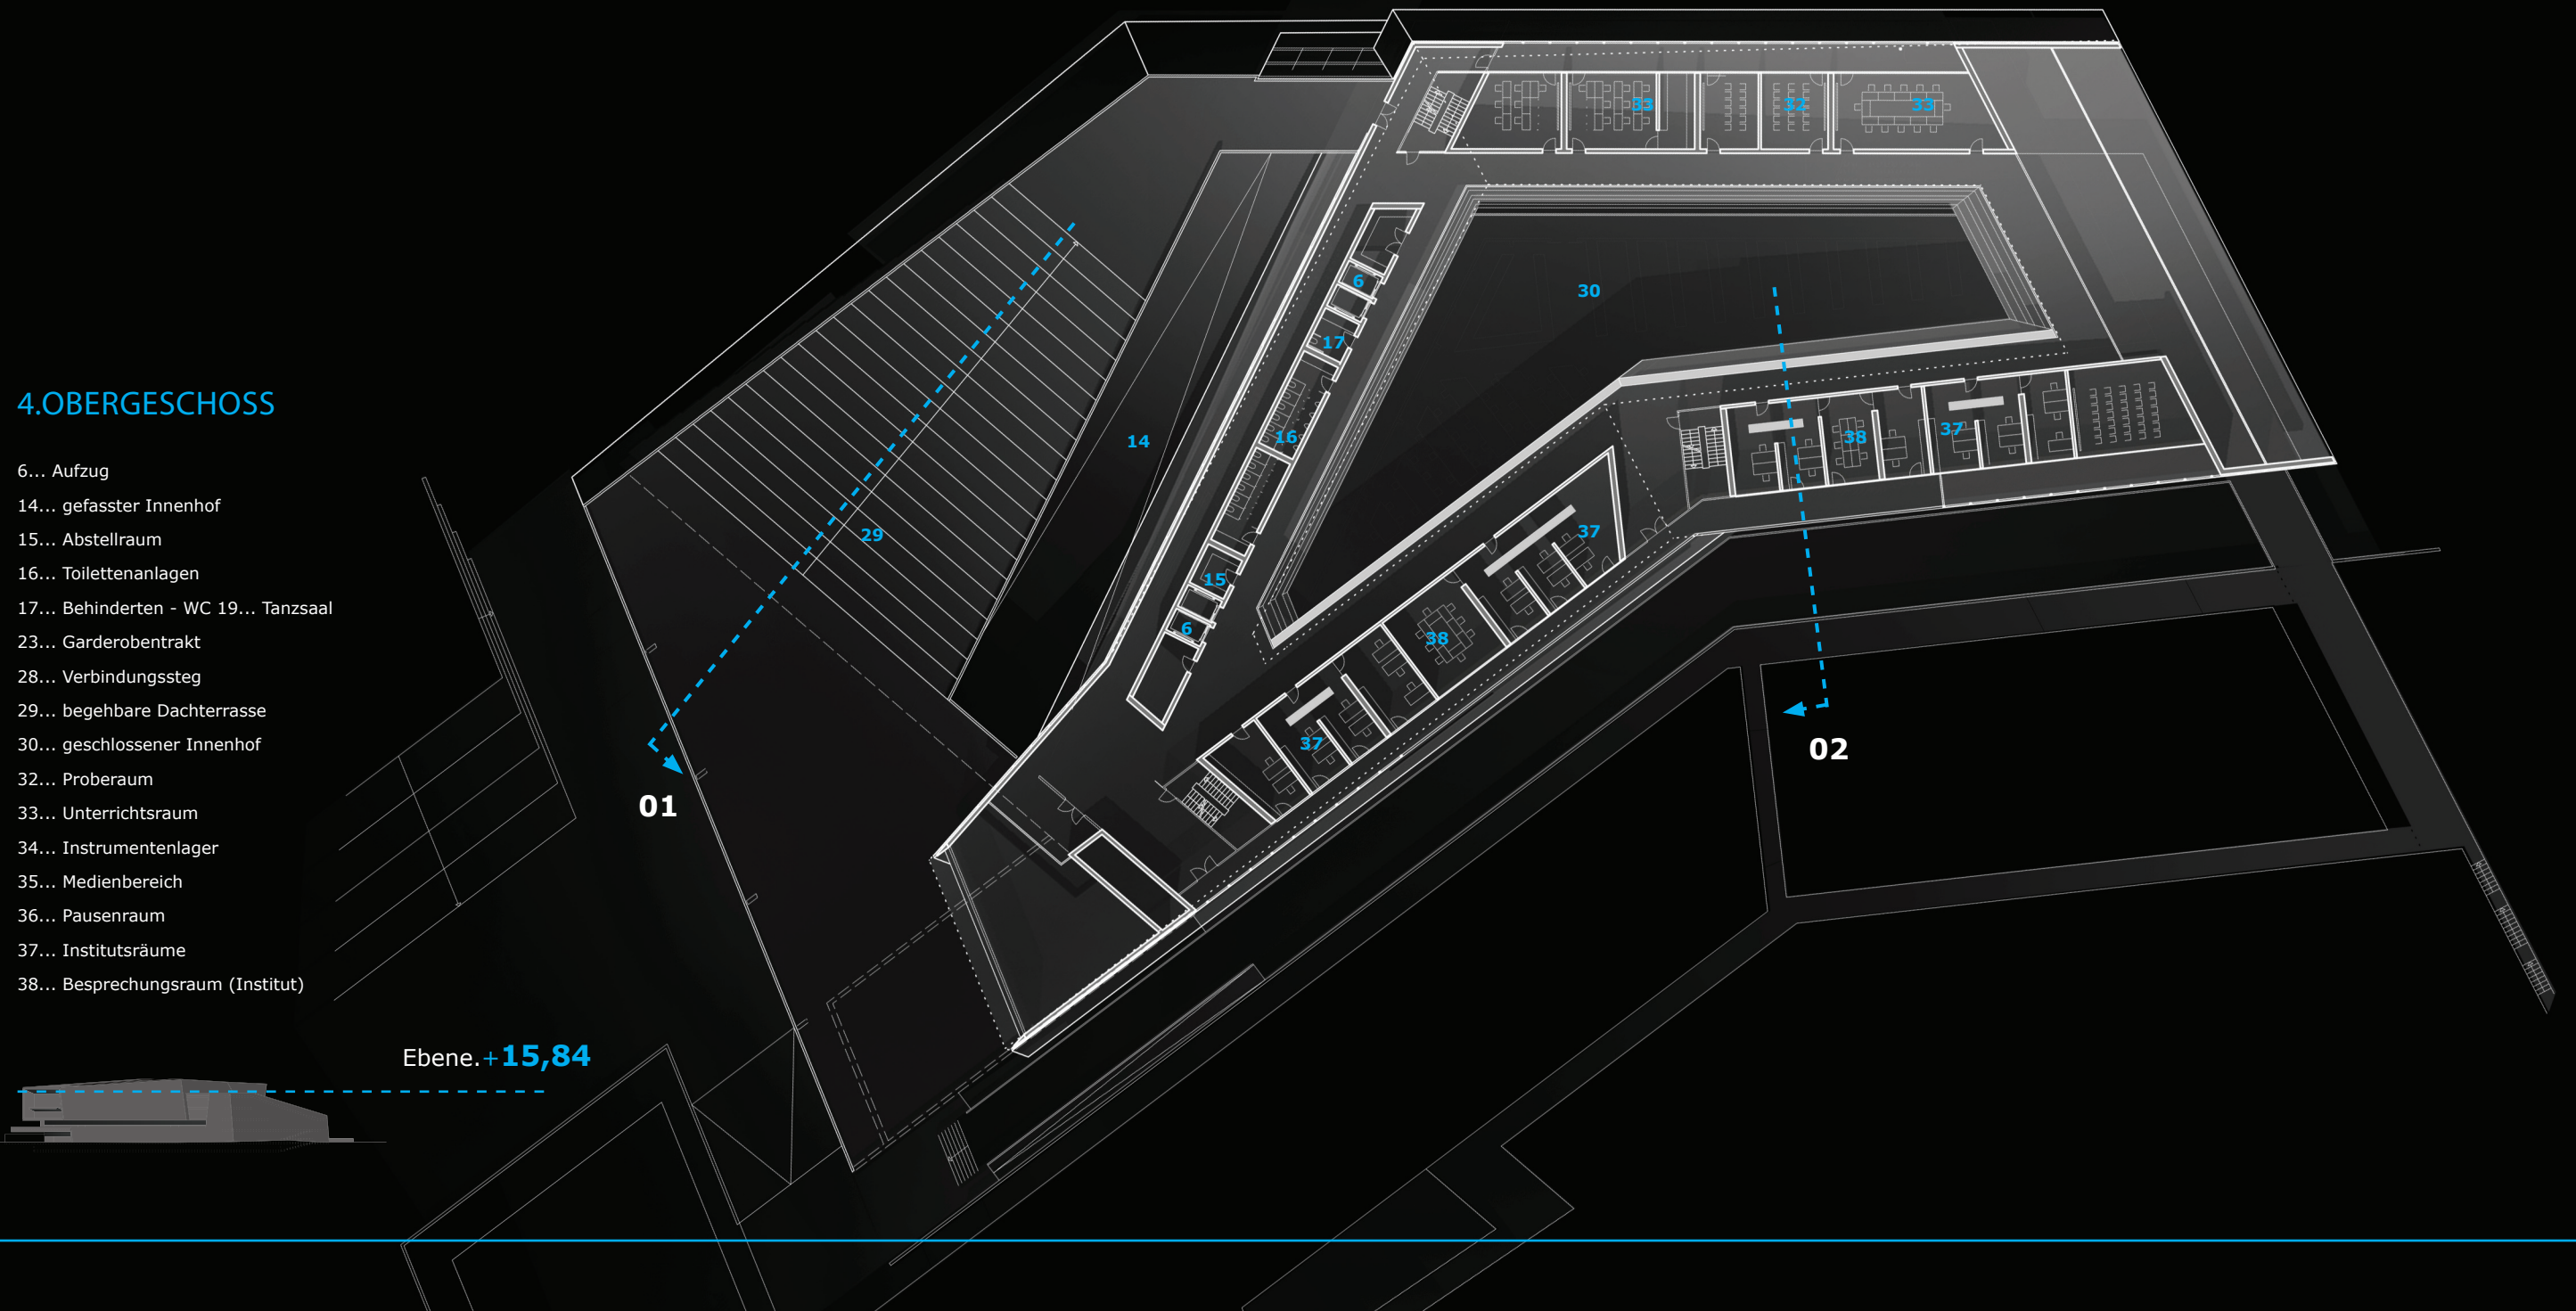 33
32
33
6
30
17
4.OBERGESCHOSS
14
16
38
37
6... Aufzug
14... gefasster Innenhof
29
37
15... Abstellraum
16... Toilettenanlagen
15
17... Behinderten - WC 19... Tanzsaal
6
38
23... Garderobentrakt
28... Verbindungssteg
29... begehbare Dachterrasse
30... geschlossener Innenhof
37
02
32... Proberaum
01
33... Unterrichtsraum
34... Instrumentenlager
35... Medienbereich
36... Pausenraum
37... Institutsräume
38... Besprechungsraum (Institut)
Ebene.+15,84